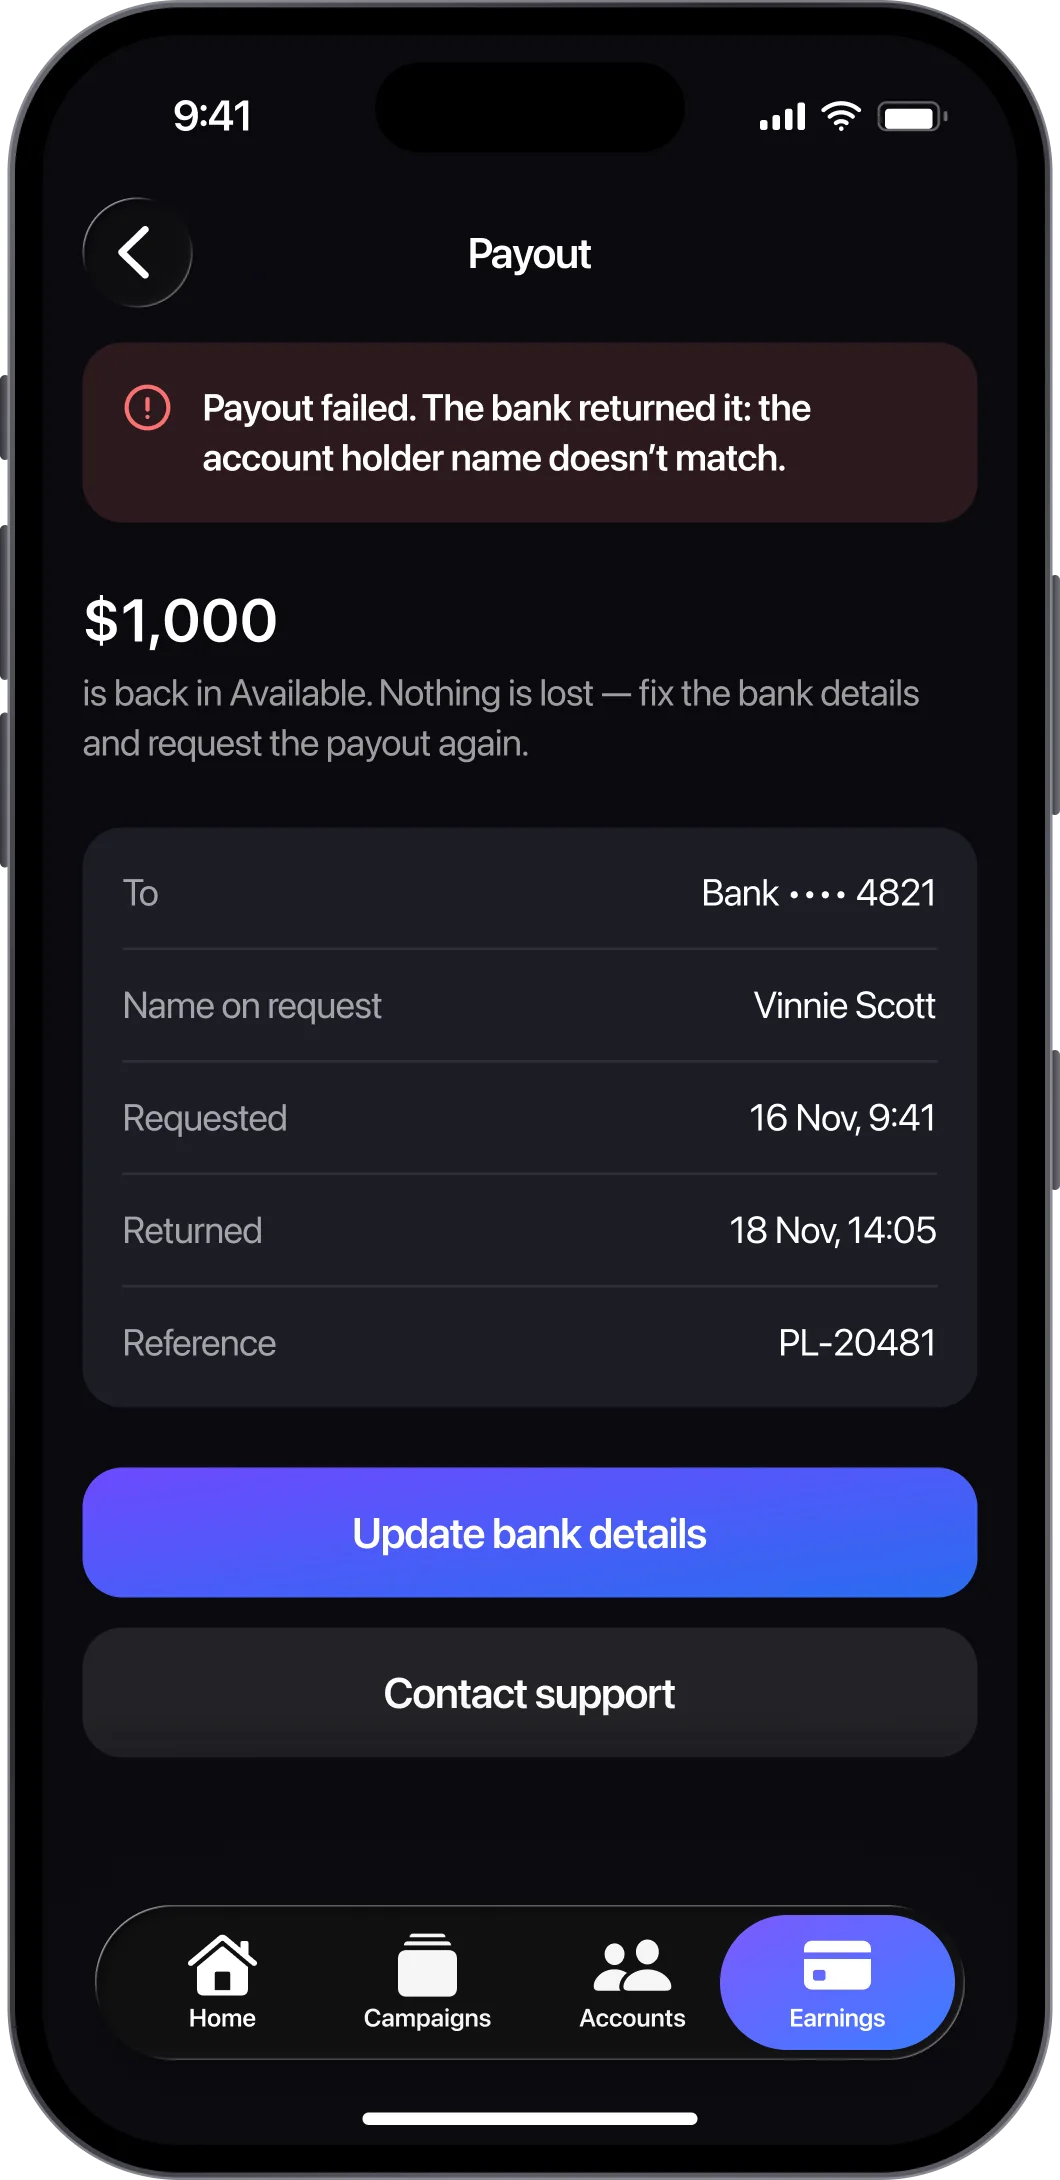 9:41
Payout
Payout failed. The bank returned it: the
account holder name doesn’t match.
$1,000
is back in Available. Nothing is lost — fix the bank details
and request the payout again.
To Bank •••• 4821
Name on request Vinnie Scott
Requested 16 Nov, 9:41
Returned 18 Nov, 14:05
Reference PL-20481
Update bank details
Contact support
Home Campaigns Accounts Earnings